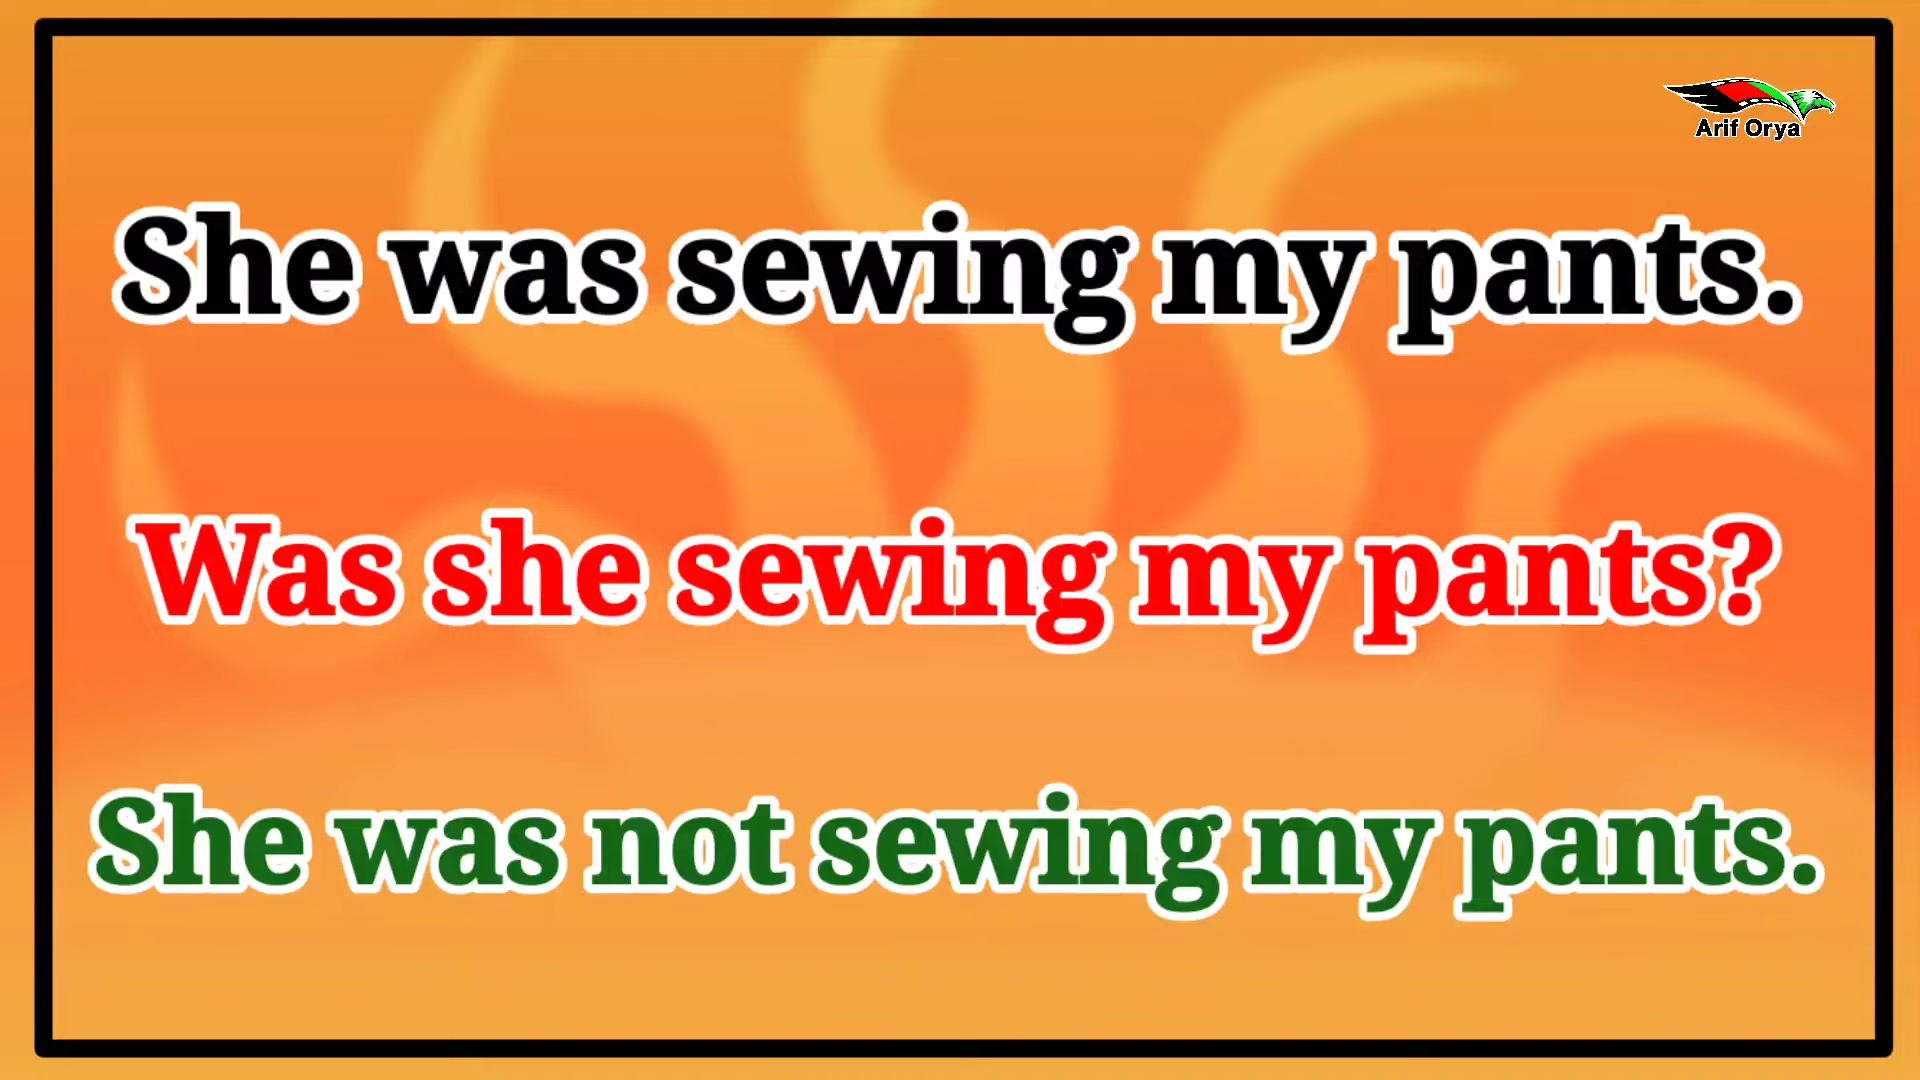 Arif Orya
She was sewing my pants.
Was she sewing my pants?
She was not sewing my pants.